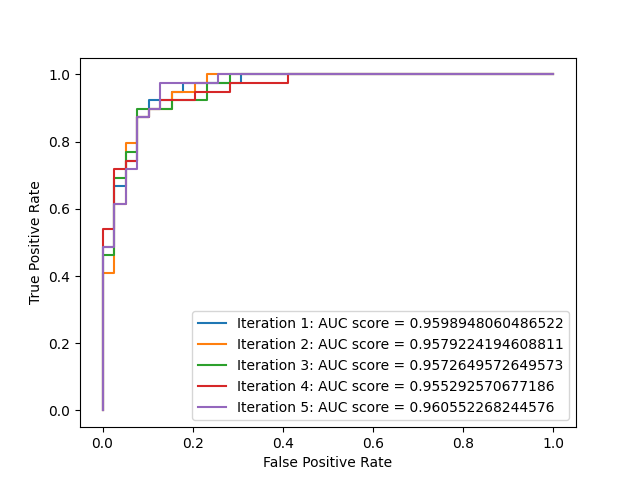 1.0
0.8
0.6
0.4
0.2
0.0
True Positive Rate
Iteration 1: AUC score = 0.9598948060486522
Iteration 2: AUC score = 0.9579224194608811
Iteration 3: AUC score = 0.9572649572649573
Iteration 4: AUC score = 0.955292570677186
Iteration 5: AUC score = 0.960552268244576
0.0 0.2 0.4 0.6 0.8 1.0
False Positive Rate